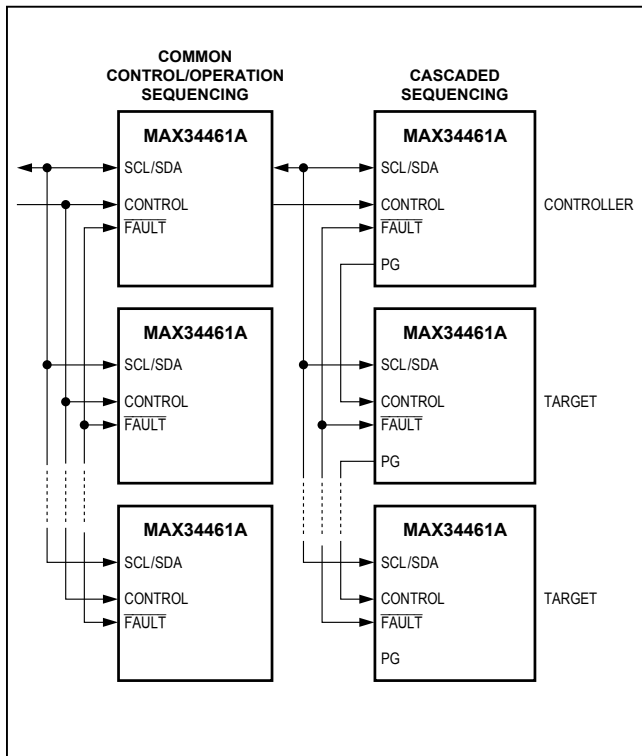 COMMON
CONTROL/OPERATION
SEQUENCING
MAX34461A
SCL/SDA
CONTROL
FAULT
MAX34461A
SCL/SDA
CONTROL
FAULT
MAX34461A
SCL/SDA
CONTROL
FAULT
CASCADED
SEQUENCING
MAX34461A
SCL/SDA
CONTROL
FAULT
PG
CONTROLLER
MAX34461A
SCL/SDA
CONTROL
FAULT
PG
TARGET
MAX34461A
SCL/SDA
CONTROL
FAULT
PG
TARGET